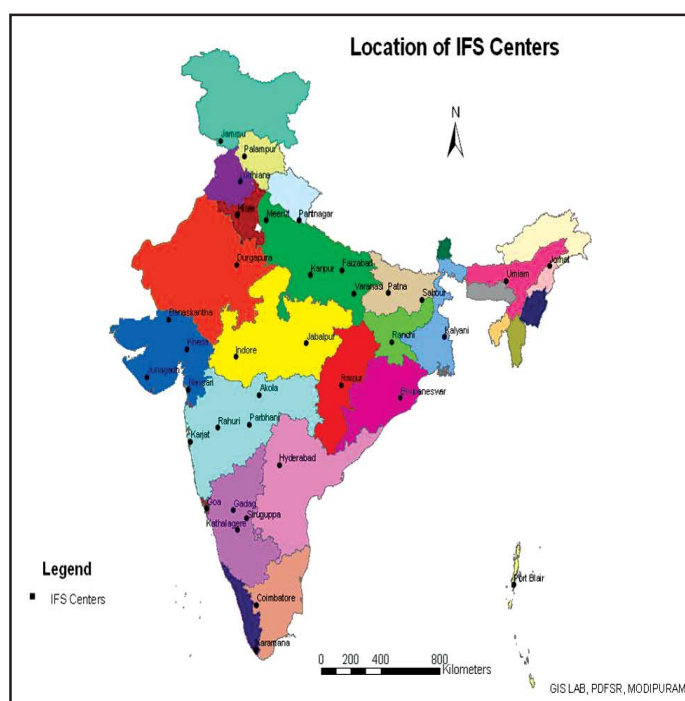 Location of IFS Centers
N
Jammu
Palampur
Hisar
Meerut
Pantnagar
Durgapura
Kanpur
Faizabad
Varanasi
Patna
Sabour
Umiam
Jorhat
Banaskantha
Kheda
Indore
Jabalpur
Ranchi
Kalyani
Junagadh
Navsari
Akola
Raipur
Bhubaneswar
Rahuri
Parbhani
Karjat
Hyderabad
Goa
Gadag
Siruguppa
Kathalagere
Port Blair
Legend
IFS Centers
Coimbatore
Karamana
0 200 400 800
Kilometers
GIS LAB, PDFSR, MODIPURAM